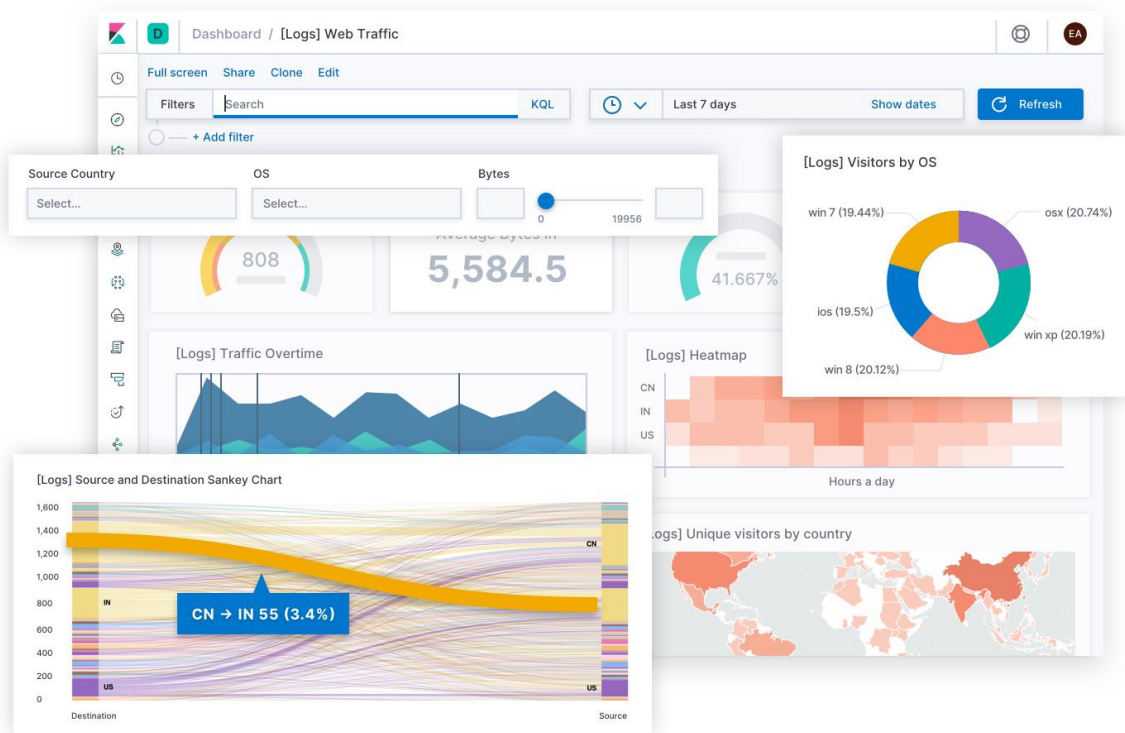 D Dashboard / [Logs] Web Traffic EA
Full screen Share Clone Edit
Filters Search KQL Last 7 days Show dates Refresh
+ Add filter
Source Country OS Bytes
Select... Select... 0 19956
[Logs] Visitors by OS
win 7 (19.44%) osx (20.74%)
ios (19.5%) win xp (20.19%)
win 8 (20.12%)
808
Average Bytes In
5,584.5
41.667%
[Logs] Traffic Overtime
[Logs] Heatmap
CN
IN
US
Hours a day
[Logs] Source and Destination Sankey Chart
1,600
1,400
1,200
1,000
800
600
400
200
0
CN
IN
CN → IN 55 (3.4%)
US US
Destination Source
Logs] Unique visitors by country